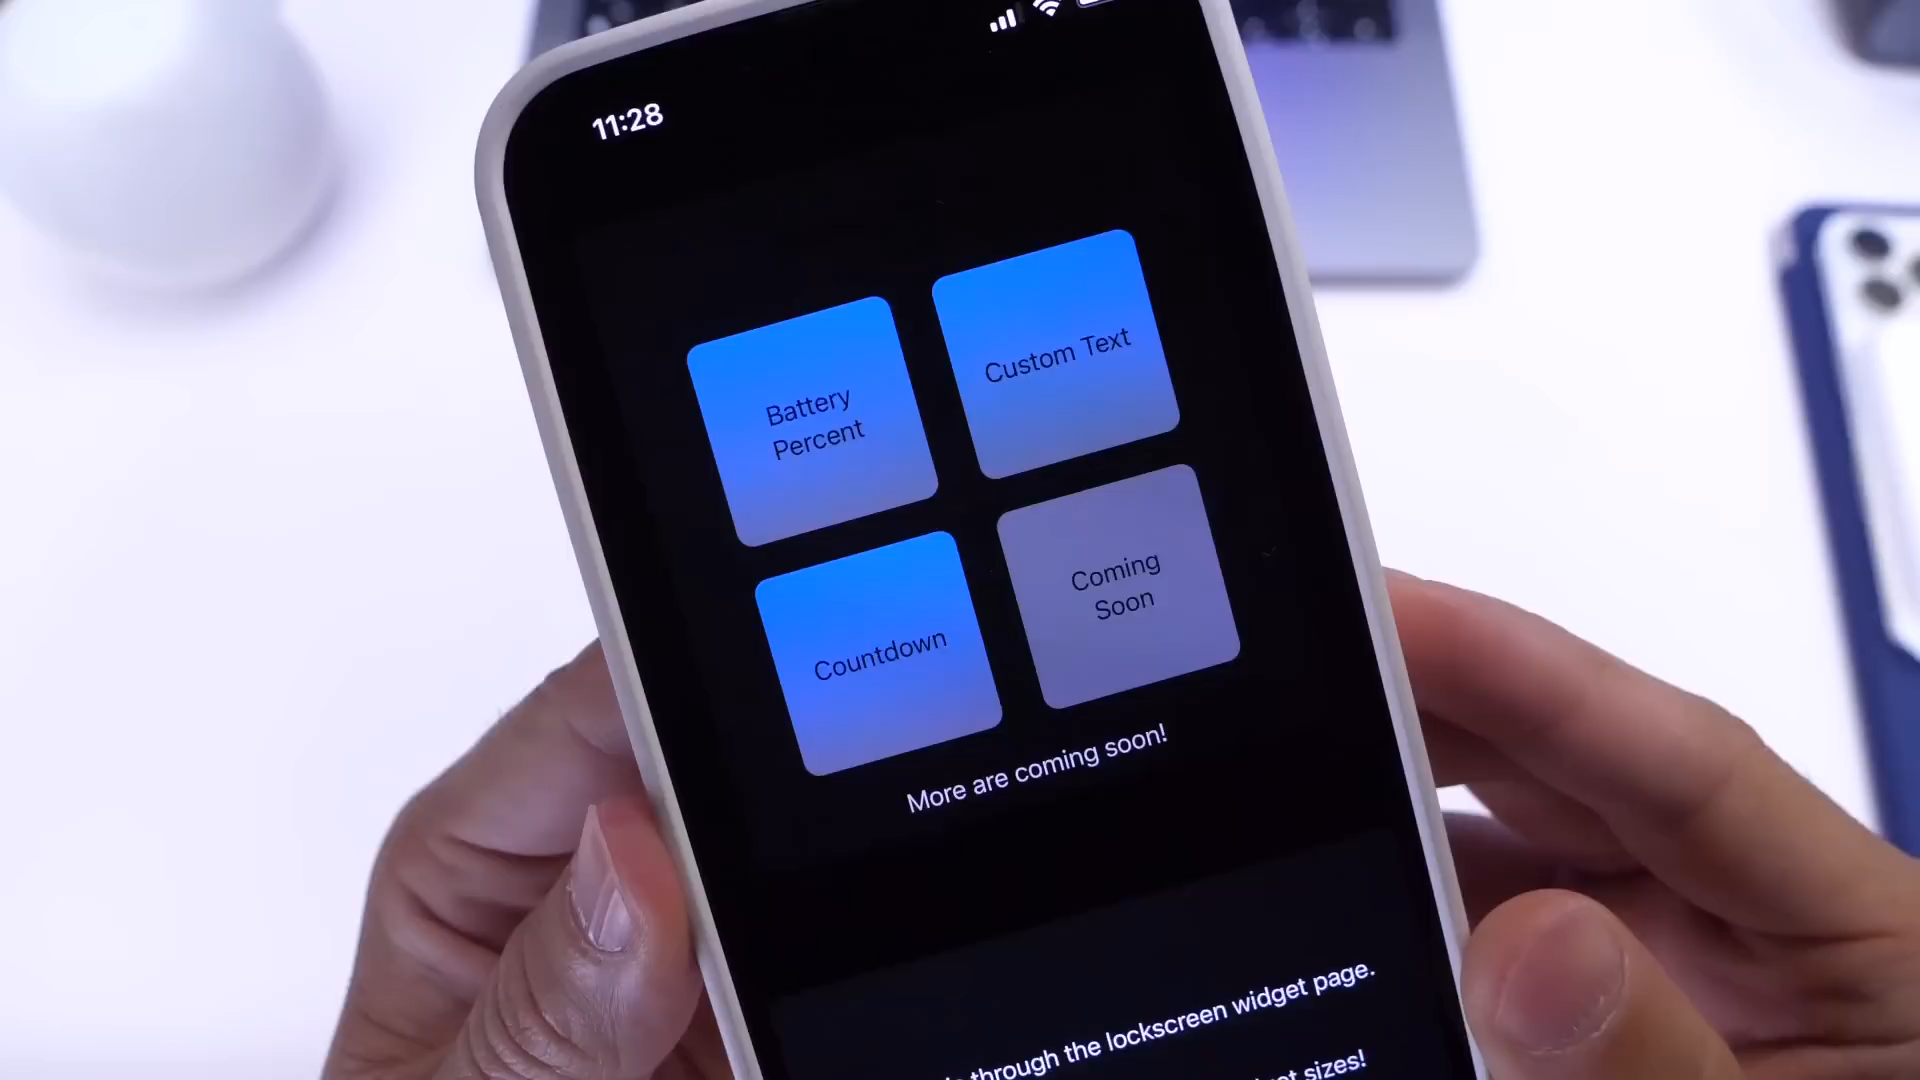 11:28
Battery
Percent
Custom Text
Countdown
Coming
Soon
More are coming soon!
through the lockscreen widget page.
sizes!